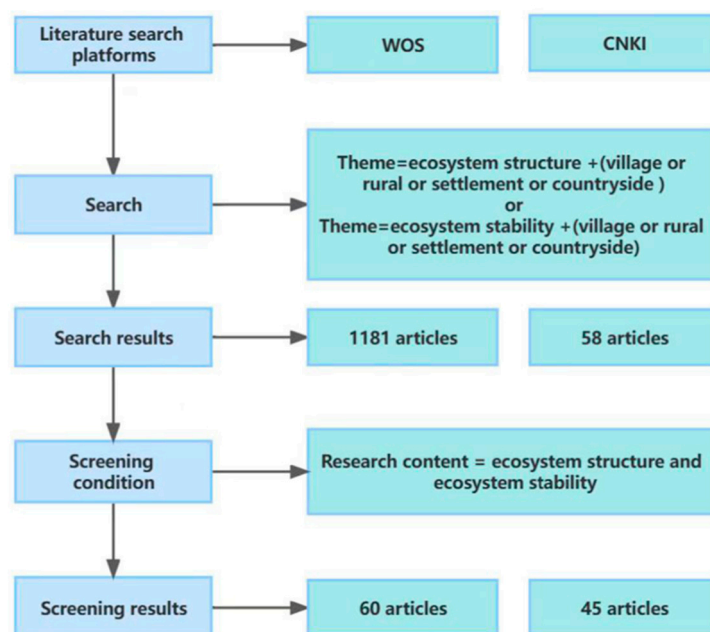 Literature search
platforms
WOS
CNKI
Search
Theme=ecosystem structure +(village or
rural or settlement or countryside )
or
Theme=ecosystem stability +(village or rural
or settlement or countryside)
Search results
1181 articles
58 articles
Screening
condition
Research content = ecosystem structure and
ecosystem stability
Screening results
60 articles
45 articles